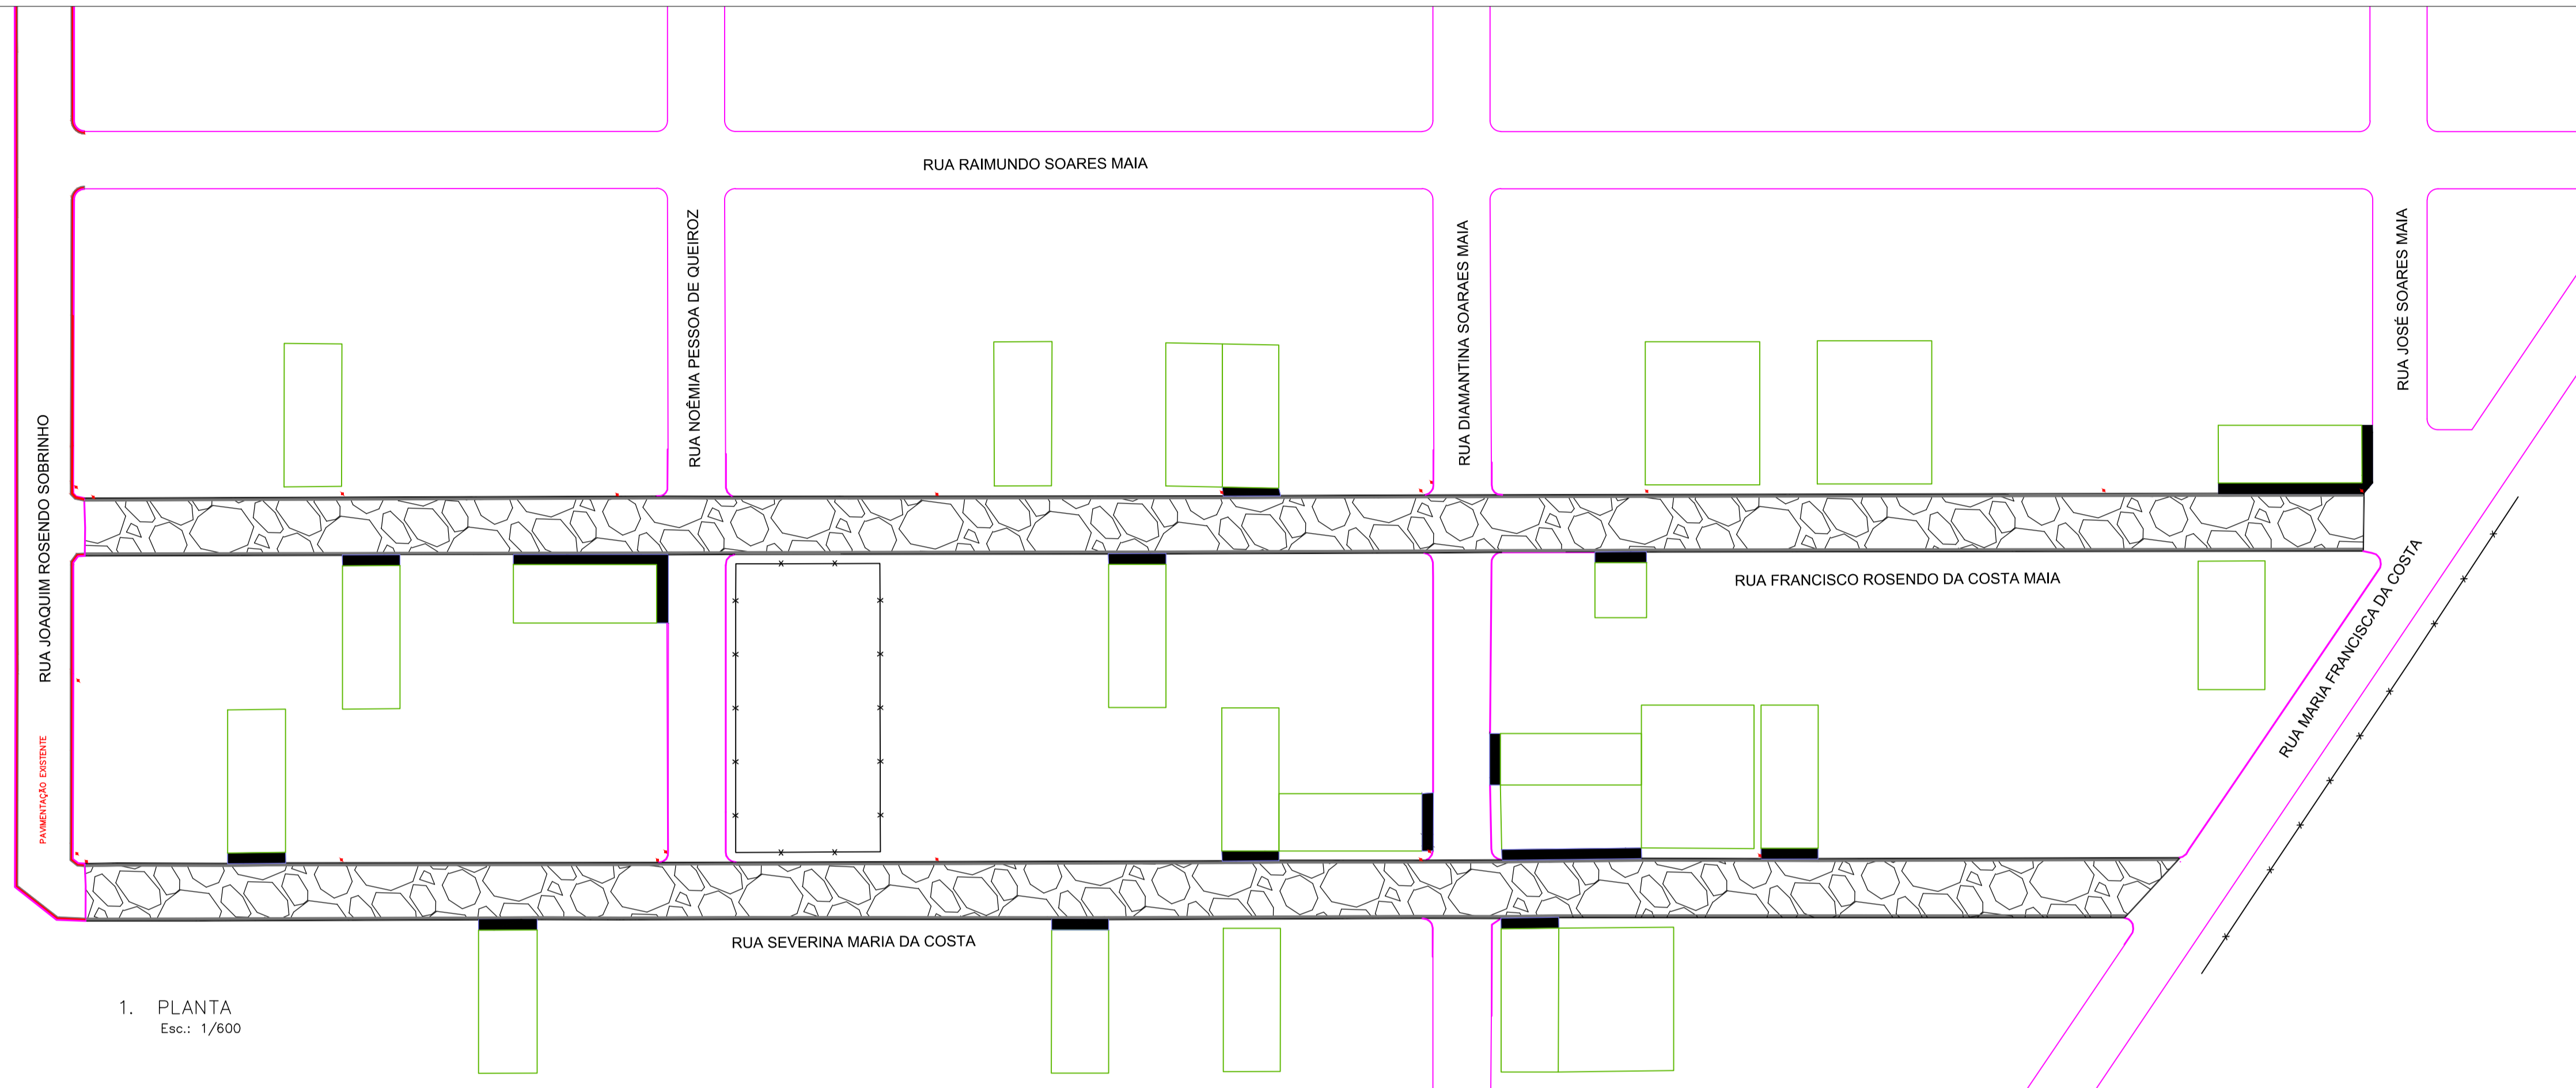 RUA RAIMUNDO SOARES MAIA
RUA NOÊMIA PESSOA DE QUEIROZ
RUA DIAMANTINA SOARAES MAIA
RUA JOSÉ SOARES MAIA
RUA JOAQUIM ROSENDO SOBRINHO
RUA FRANCISCO ROSENDO DA COSTA MAIA
RUA MARIA FRANCISCA DA COSTA
PAVIMENTAÇÃO EXISTENTE
RUA SEVERINA MARIA DA COSTA
1. PLANTA
Esc.: 1/600